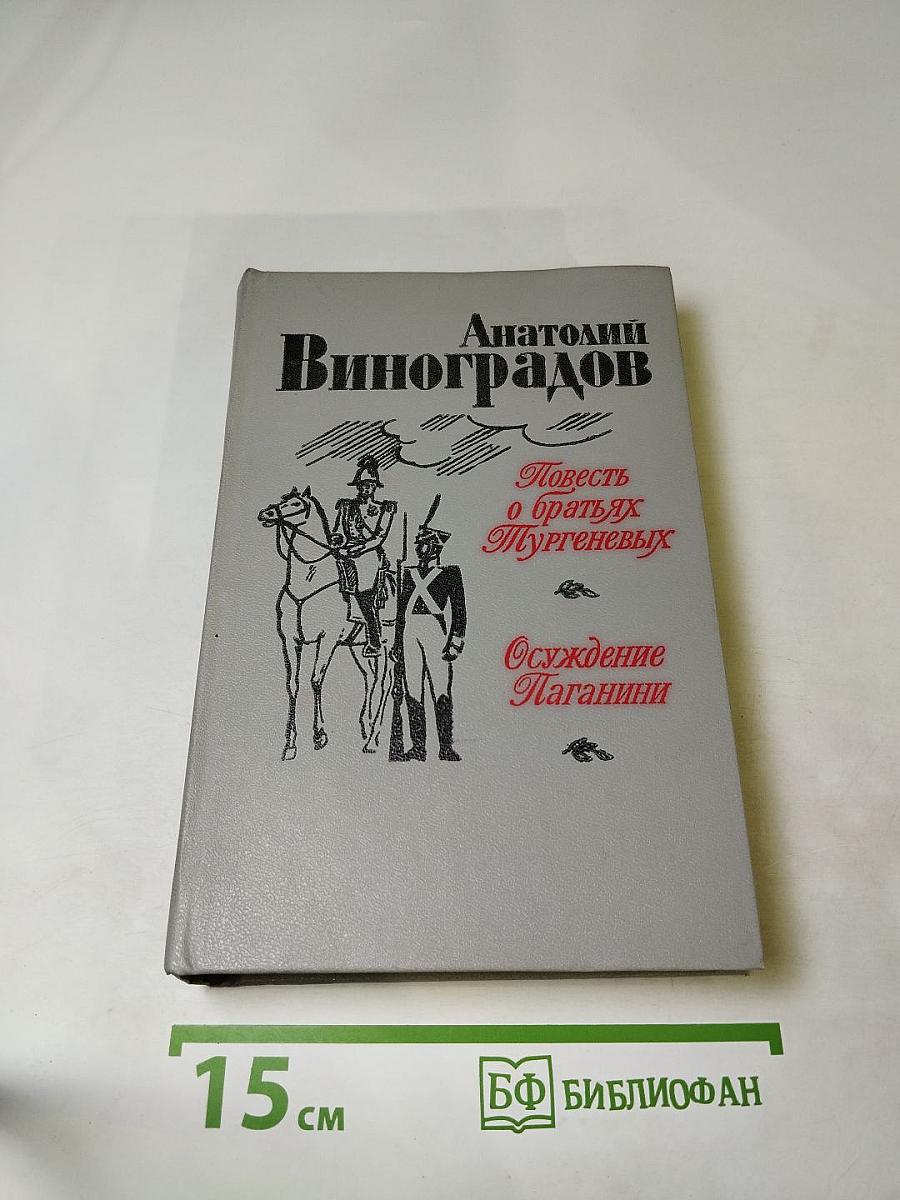 Анатолий
Виноградов
Повесть
о братьях
Тургеневых
Осуждение
Паганини
15 см
БФ БИБЛИОФАН